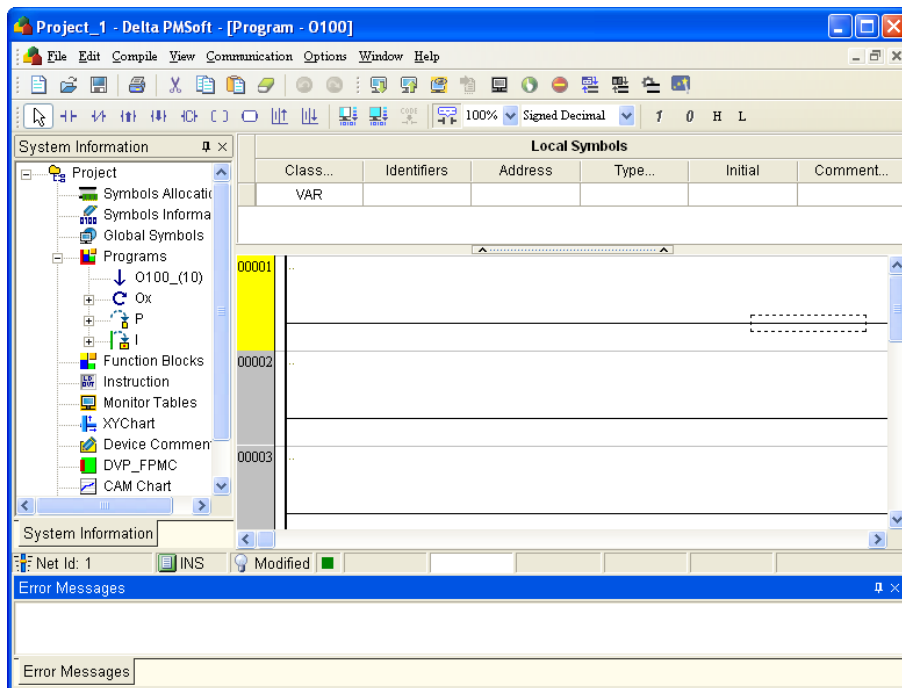 Project_1 - Delta PMSoft - [Program - O100]
File Edit Compile View Communication Options Window Help
100% Signed Decimal 1 0 H L
System Information
Project
Symbols Allocatic
Symbols Informa
Global Symbols
Programs
O100_(10)
Ox
P
I
Function Blocks
Instruction
Monitor Tables
XYChart
Device Commen
DVP_FPMC
CAM Chart
System Information
Local Symbols
Class... Identifiers Address Type... Initial Comment...
VAR
00001
00002
00003
Net Id: 1 INS Modified
Error Messages
Error Messages